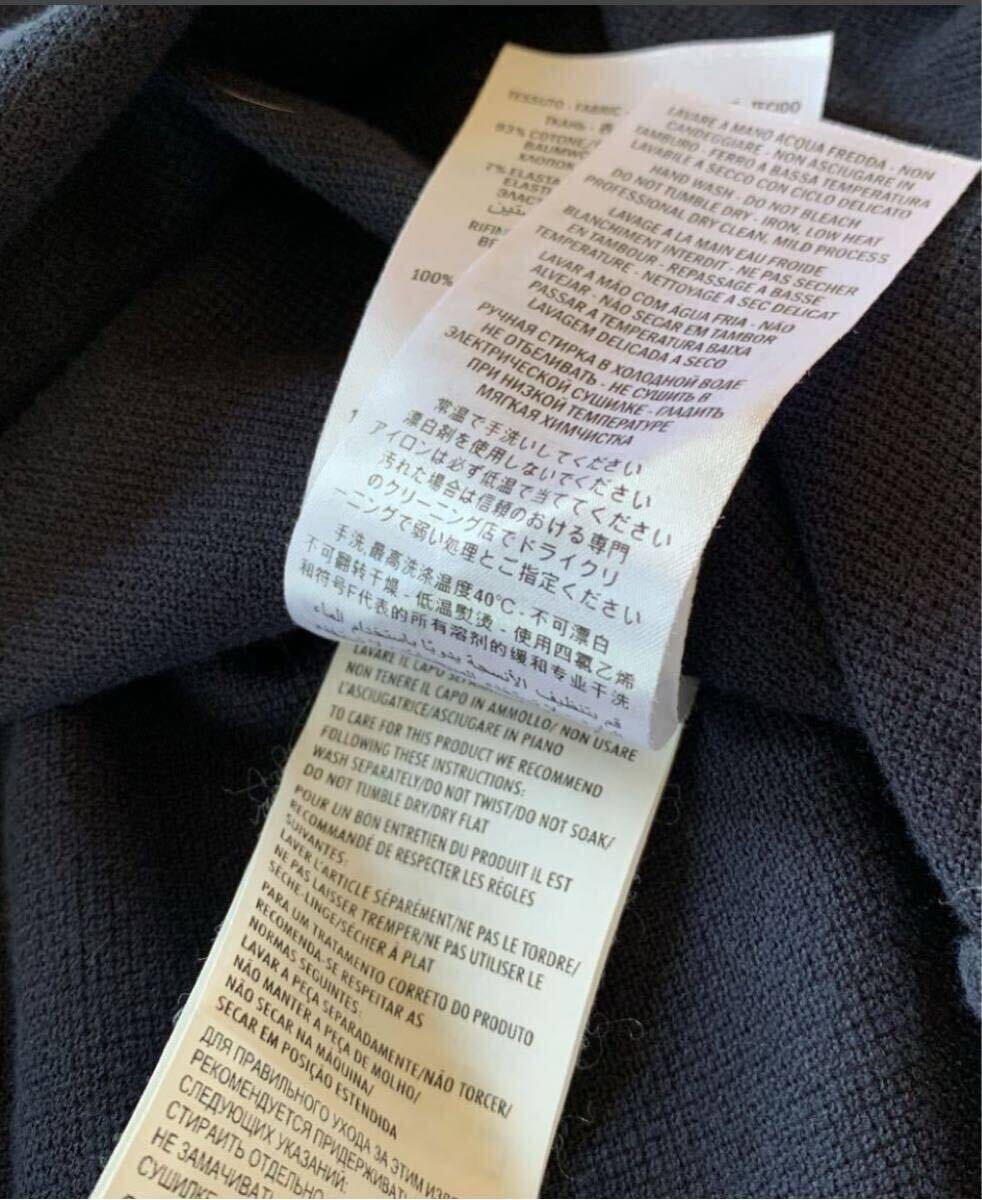 TESSUTO - FABRIC -
TECIDO
ТКАНЬ -
93% COTONE/
BAUMWO
ХЛОПОК
7% ELASTA
ELASTI
ЭЛАСТ
RIFIN
BE
100%
1
LAVARE A MANO ACQUA FREDDA - NON
CANDEGGIARE - NON ASCIUGARE IN
TAMBURO - FERRO A BASSA TEMPERATURA
LAVABILE A SECCO CON CICLO DELICATO
HAND WASH - DO NOT BLEACH
DO NOT TUMBLE DRY - IRON, LOW HEAT
PROFESSIONAL DRY CLEAN, MILD PROCESS
LAVAGE A LA MAIN EAU FROIDE
BLANCHIMENT INTERDIT - NE PAS SECHER
EN TAMBOUR - REPASSAGE A BASSE
TEMPERATURE - NETTOYAGE A SEC DELICAT
LAVAR A MÃO COM ÁGUA FRIA - NÃO
ALVEJAR - NÃO SECAR EM TAMBOR
PASSAR A TEMPERATURA BAIXA
LAVAGEM DELICADA A SECO
РУЧНАЯ СТИРКА В ХОЛОДНОЙ ВОДЕ
НЕ ОТБЕЛИВАТЬ - НЕ СУШИТЬ В
ЭЛЕКТРИЧЕСКОЙ СУШИЛКЕ - ГЛАДИТЬ
ПРИ НИЗКОЙ ТЕМПЕРАТУРЕ
МЯГКАЯ ХИМЧИСТКА
常温で手洗いしてください
漂白剤を使用しないでください
アイロンは必ず低温で当ててください
汚れた場合は信頼のおける専門
のクリーニング店でドライクリ
ーニングで弱い処理とご指定ください
手洗,最高洗涤温度40℃ - 不可漂白
不可翻转干燥 - 低温熨烫 - 使用四氯乙烯
和符号F代表的所有溶剂的缓和专业干洗
LAVARE IL CAPO
NON TENERE IL CAPO IN AMMOLLO/ NON USARE
L'ASCIUGATRICE/ASCIUGARE IN PIANO
TO CARE FOR THIS PRODUCT WE RECOMMEND
FOLLOWING THESE INSTRUCTIONS:
WASH SEPARATELY/DO NOT TWIST/DO NOT SOAK/
DO NOT TUMBLE DRY/DRY FLAT
POUR UN BON ENTRETIEN DU PRODUIT IL EST
RECOMMANDÉ DE RESPECTER LES RÈGLES
SUIVANTES:
LAVER L'ARTICLE SÉPARÉMENT/NE PAS LE TORDRE/
NE PAS LAISSER TREMPER/NE PAS UTILISER LE
SÈCHE-LINGE/SÉCHER À PLAT
PARA UM TRATAMENTO CORRETO DO PRODUTO
RECOMENDA-SE RESPEITAR AS
NORMAS SEGUINTES:
LAVAR A PEÇA SEPARADAMENTE/NÃO TORCER/
NÃO MANTER A PEÇA DE MOLHO/
NÃO SECAR NA MÁQUINA/
SECAR EM POSIÇÃO ESTENDIDA
ДЛЯ ПРАВИЛЬНОГО УХОДА ЗА ЭТИМ ИЗДЕ
РЕКОМЕНДУЕТСЯ ПРИДЕРЖИВАТ
СЛЕДУЮЩИХ УКАЗАНИЙ:
СТИРАИТЬ ОТДЕЛЬНО
НЕ ЗАМАЧИВАТ
СУШИЛКЕ